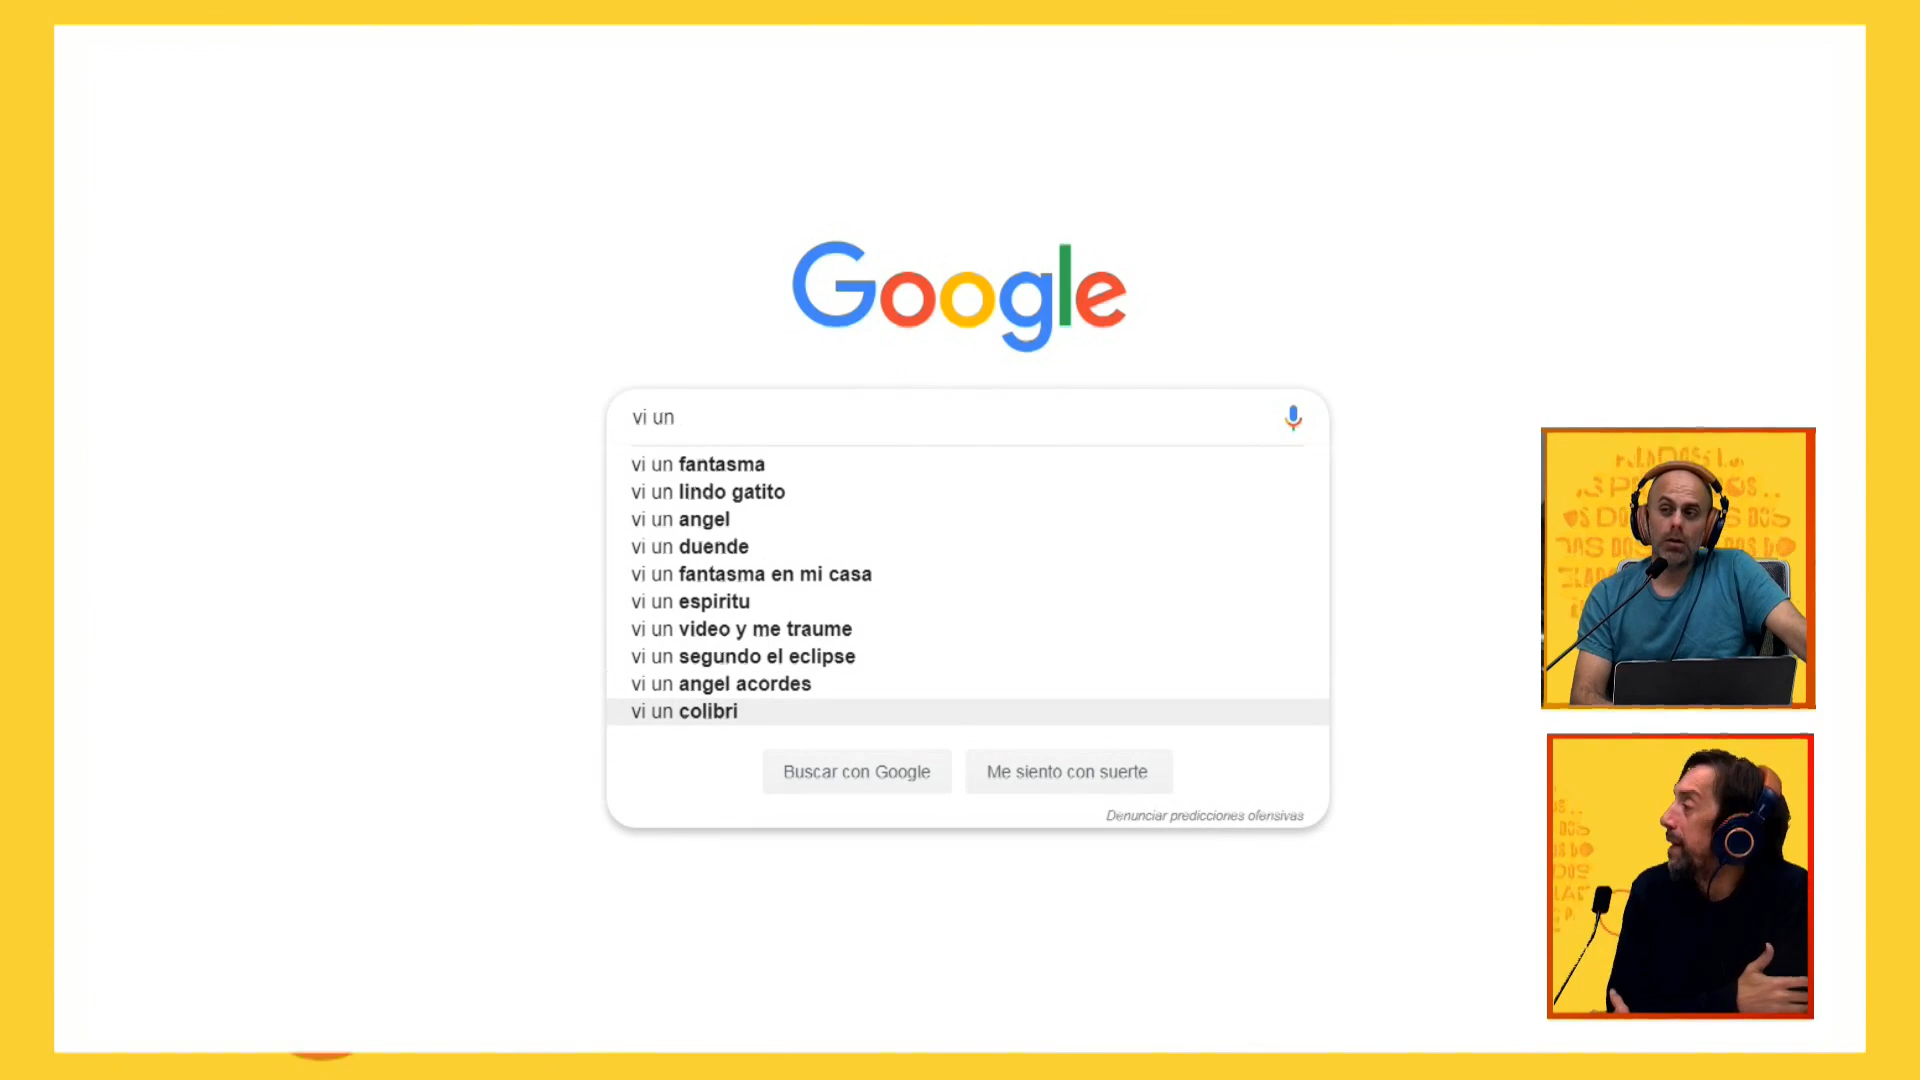 Google
vi un
vi un fantasma
vi un lindo gatito
vi un angel
vi un duende
vi un fantasma en mi casa
vi un espiritu
vi un video y me traume
vi un segundo el eclipse
vi un angel acordes
vi un colibri
Buscar con Google
Me siento con suerte
Denunciar predicciones ofensivas